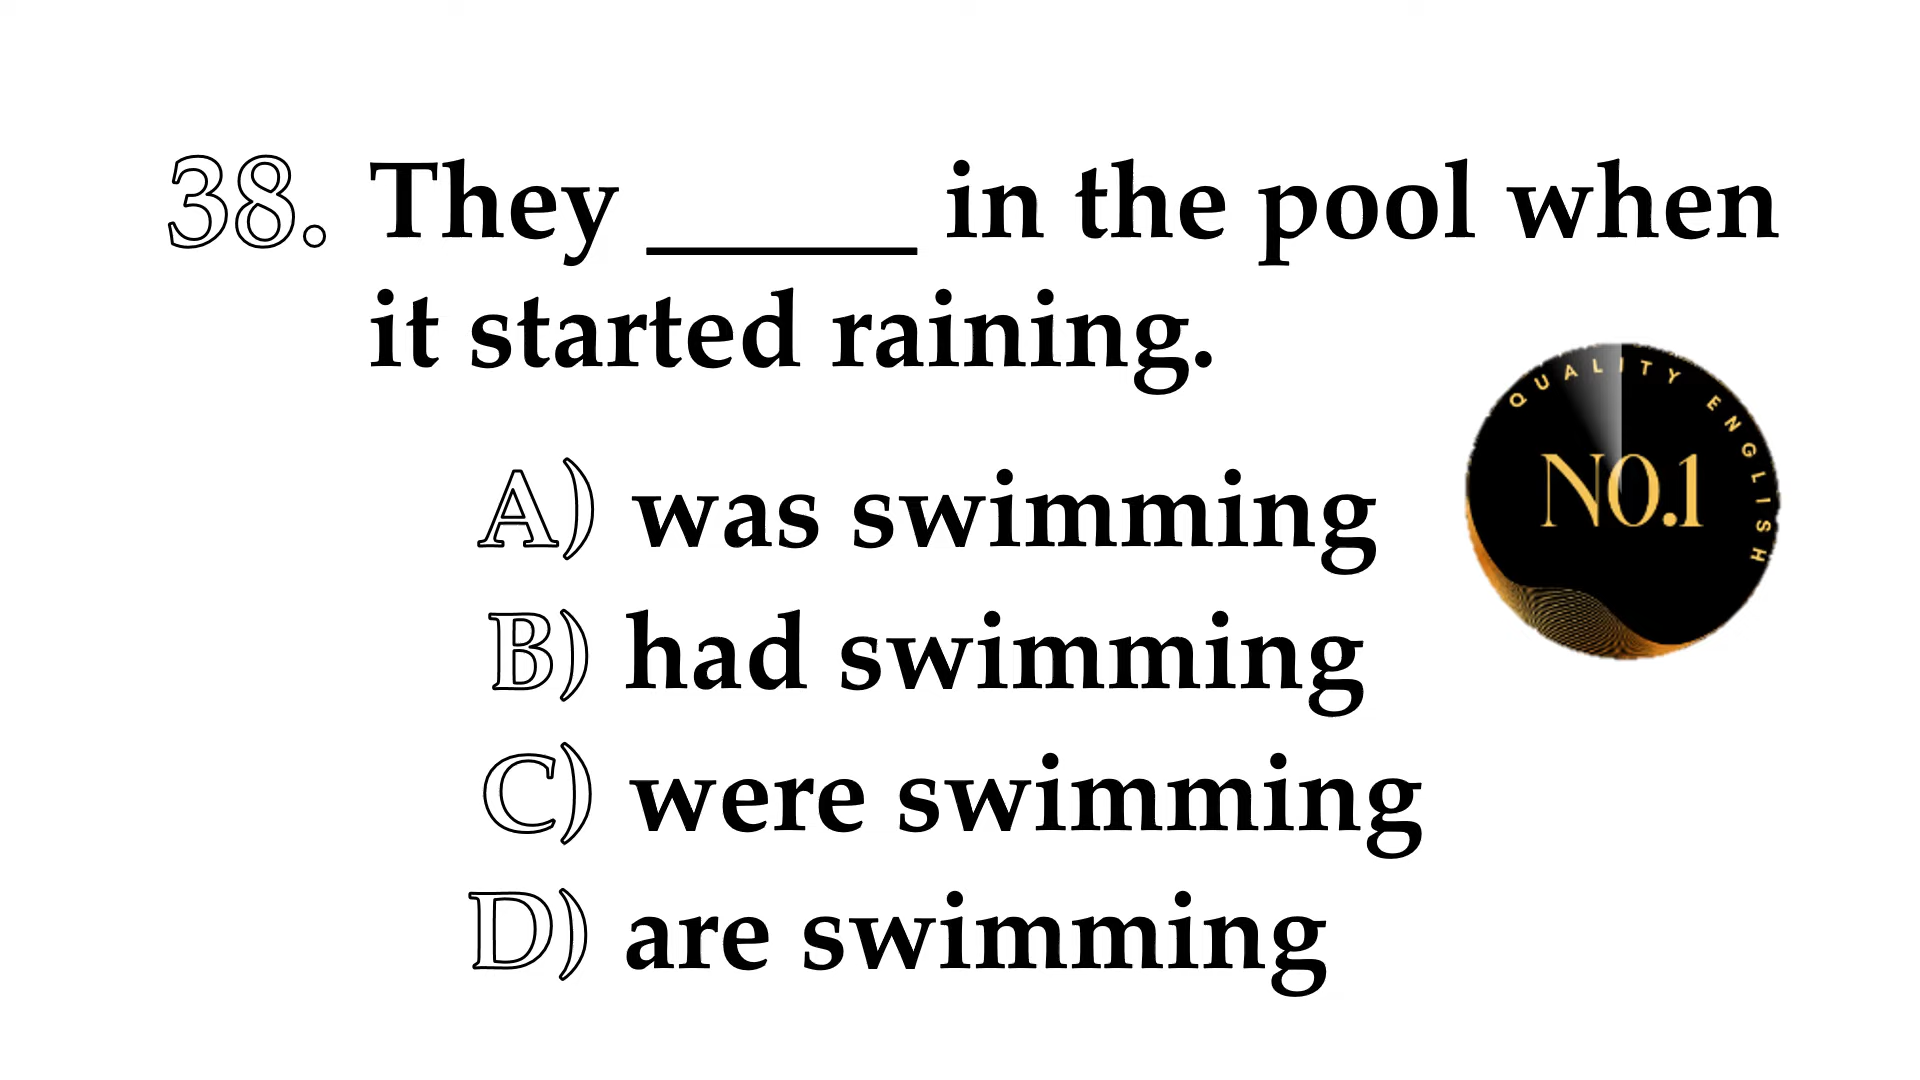 38. They _____ in the pool when
it started raining.
QUALITY ENGLISH
NO.1
A) was swimming
B) had swimming
C) were swimming
D) are swimming